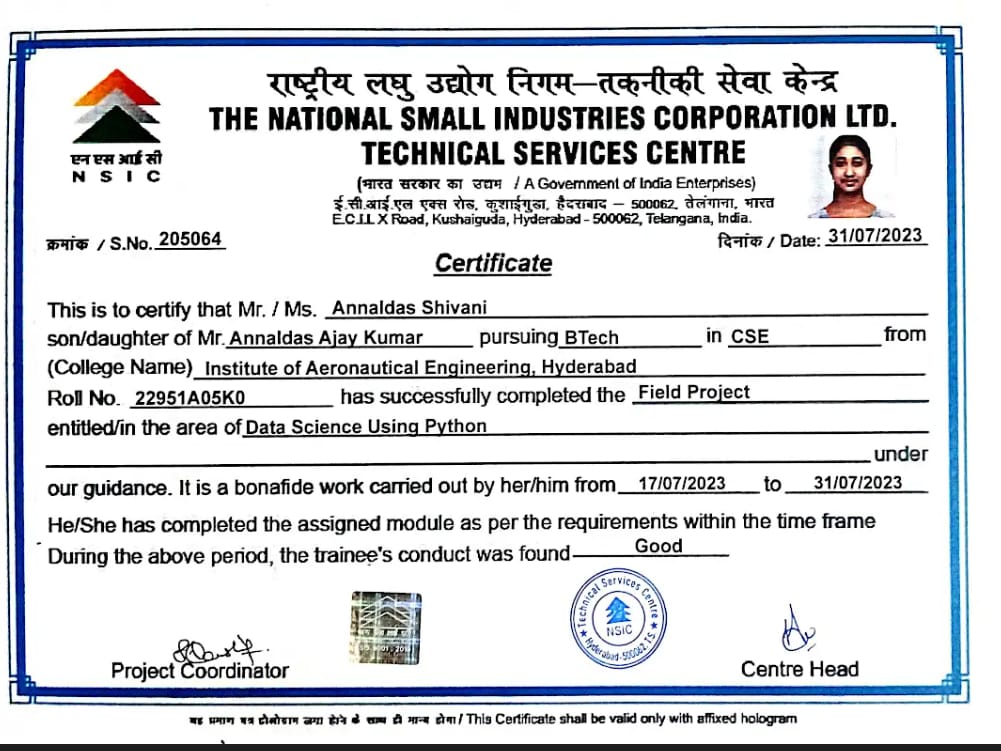 राष्ट्रीय लघु उद्योग निगम–तकनीकी सेवा केन्द्र
THE NATIONAL SMALL INDUSTRIES CORPORATION LTD.
TECHNICAL SERVICES CENTRE
एन एस आई सी
N S I C
(भारत सरकार का उद्यम / A Government of India Enterprises)
ई.सी.आई.एल एक्स रोड, कुशाईगुडा, हैदराबाद – 500062, तेलंगाना, भारत
E.C.I.L X Road, Kushaiguda, Hyderabad - 500062, Telangana, India.
क्रमांक / S.No. 205064
दिनांक / Date: 31/07/2023
Certificate
This is to certify that Mr. / Ms. Annaldas Shivani
son/daughter of Mr. Annaldas Ajay Kumar pursuing BTech in CSE from
(College Name) Institute of Aeronautical Engineering, Hyderabad
Roll No. 22951A05K0 has successfully completed the Field Project
entitled/in the area of Data Science Using Python
under
our guidance. It is a bonafide work carried out by her/him from 17/07/2023 to 31/07/2023
He/She has completed the assigned module as per the requirements within the time frame
During the above period, the trainee's conduct was found Good
Technical Services Centre
NSIC
Hyderabad-500062. T.S.
Project Coordinator
Centre Head
यह प्रमाण पत्र होलोग्राम लगा होने के साथ ही मान्य होगा / This Certificate shall be valid only with affixed hologram